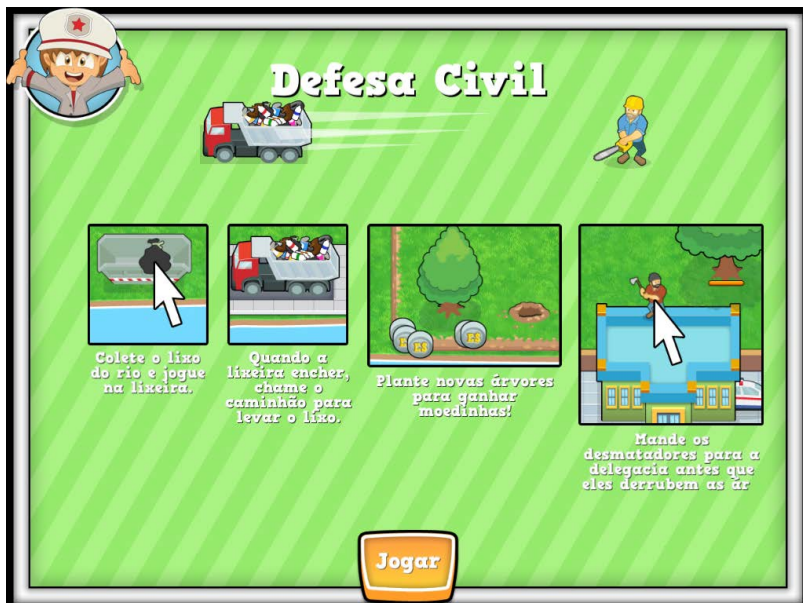 Defesa Civil
Colete o lixo
do rio e jogue
na lixeira.
Quando a
lixeira encher,
chame o
caminhão para
levar o lixo.
Plante novas árvores
para ganhar
moedinhas!
Mande os
desmatadores para a
delegacia antes que
eles derrubem as ár
Jogar